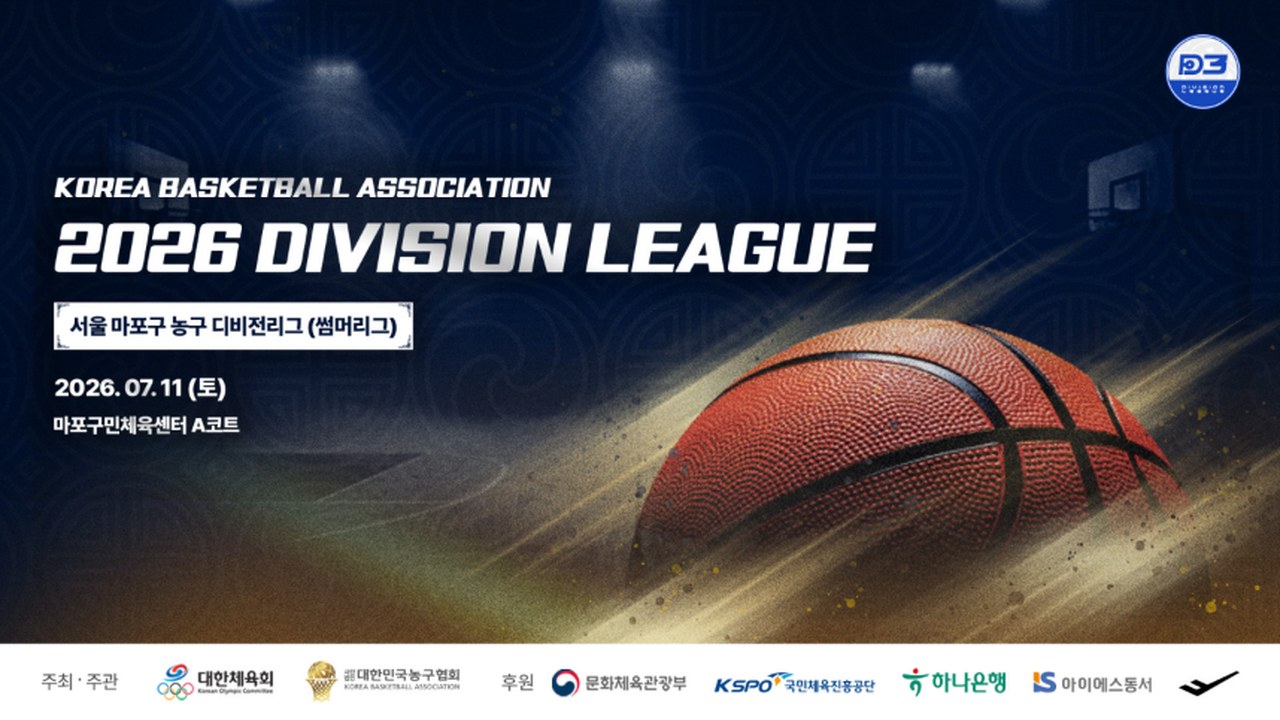 D3
DIVISION
LEAGUE
KOREA BASKETBALL ASSOCIATION
2026 DIVISION LEAGUE
서울 마포구 농구 디비전리그 (썸머리그)
2026. 07. 11 (토)
마포구민체육센터 A코트
주최 · 주관
대한체육회
Korean Olympic Committee
대한민국농구협회
KOREA BASKETBALL ASSOCIATION
후원
문화체육관광부
KSPO 국민체육진흥공단
하나은행
IS 아이에스동서